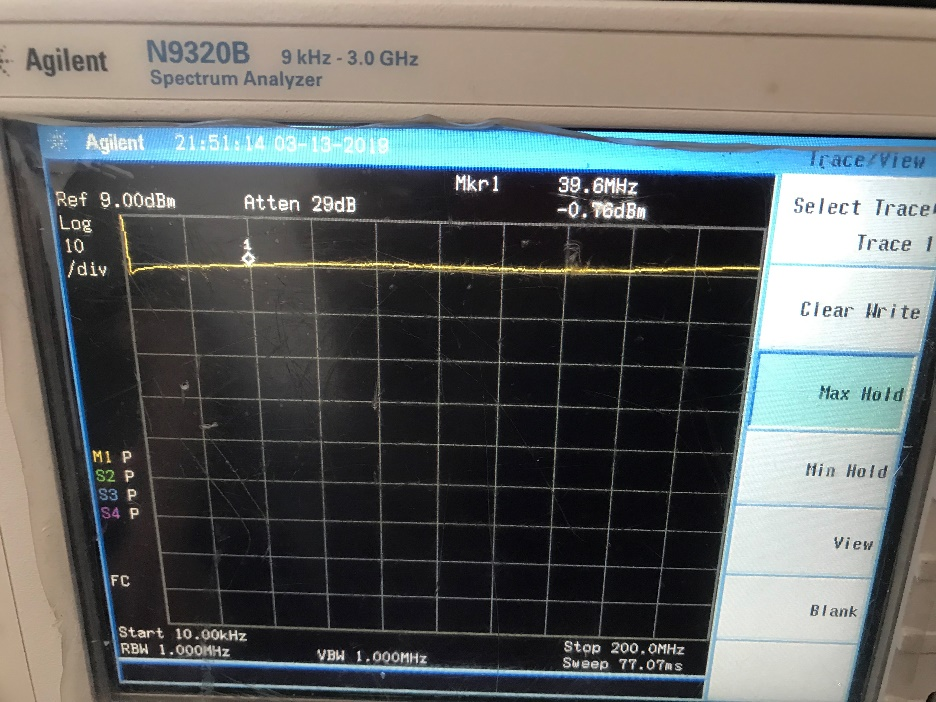 Agilent N9320B 9 kHz - 3.0 GHz
Spectrum Analyzer
Agilent 21:51:14 03-13-2019
Trace/View
Mkr1 39.6MHz
Ref 9.00dBm Atten 29dB -0.76dBm
Log
10
/div
1
Select Trace
Trace 1
Clear Write
Max Hold
Min Hold
View
Blank
M1 P
S2 P
S3 P
S4 P
FC
Start 10.00kHz Stop 200.0MHz
RBW 1.000MHz VBW 1.000MHz Sweep 77.07ms